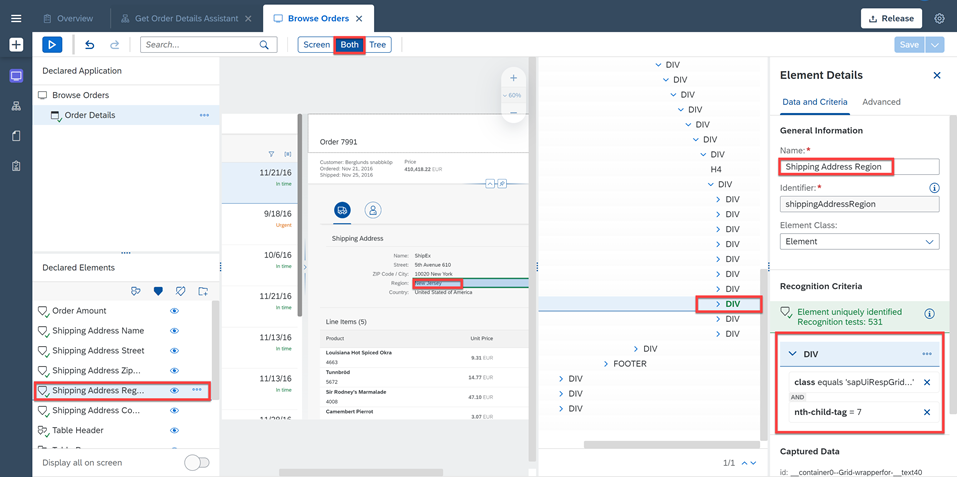 Overview
Get Order Details Assistant
Browse Orders
Release
Search...
Screen
Both
Tree
Save
Declared Application
Browse Orders
Order Details
Declared Elements
Order Amount
Shipping Address Name
Shipping Address Street
Shipping Address Zip...
Shipping Address Reg...
Shipping Address Co...
Table Header
Display all on screen
11/21/16
In time
9/18/16
Urgent
10/6/16
In time
11/21/16
In time
11/13/16
In time
11/13/16
In time
11/12/16
60%
Order 7991
Customer: Berglunds snabbköp
Ordered: Nov 21, 2016
Shipped: Nov 25, 2016
Price
410,418.22 EUR
Shipping Address
Name: ShipEx
Street: 5th Avenue 610
ZIP Code / City: 10020 New York
Region: New Jersey
Country: United Stated of America
Line Items (5)
Product Unit Price
Louisiana Hot Spiced Okra
4663
9.31 EUR
Tunnbröd
5672
14.77 EUR
Sir Rodney's Marmalade
4008
47.10 EUR
Camembert Pierrot
3.07 EUR
DIV
DIV
DIV
DIV
DIV
DIV
DIV
H4
DIV
DIV
DIV
DIV
DIV
DIV
DIV
DIV
DIV
DIV
DIV
DIV
FOOTER
DIV
DIV
DIV
1/1
Element Details
Data and Criteria
Advanced
General Information
Name:*
Shipping Address Region
Identifier:*
shippingAddressRegion
Element Class:
Element
Recognition Criteria
Element uniquely identified
Recognition tests: 531
DIV
class equals 'sapUiRespGrid...'
AND
nth-child-tag = 7
Captured Data
id: __container0--Grid-wrapperfor-__text40